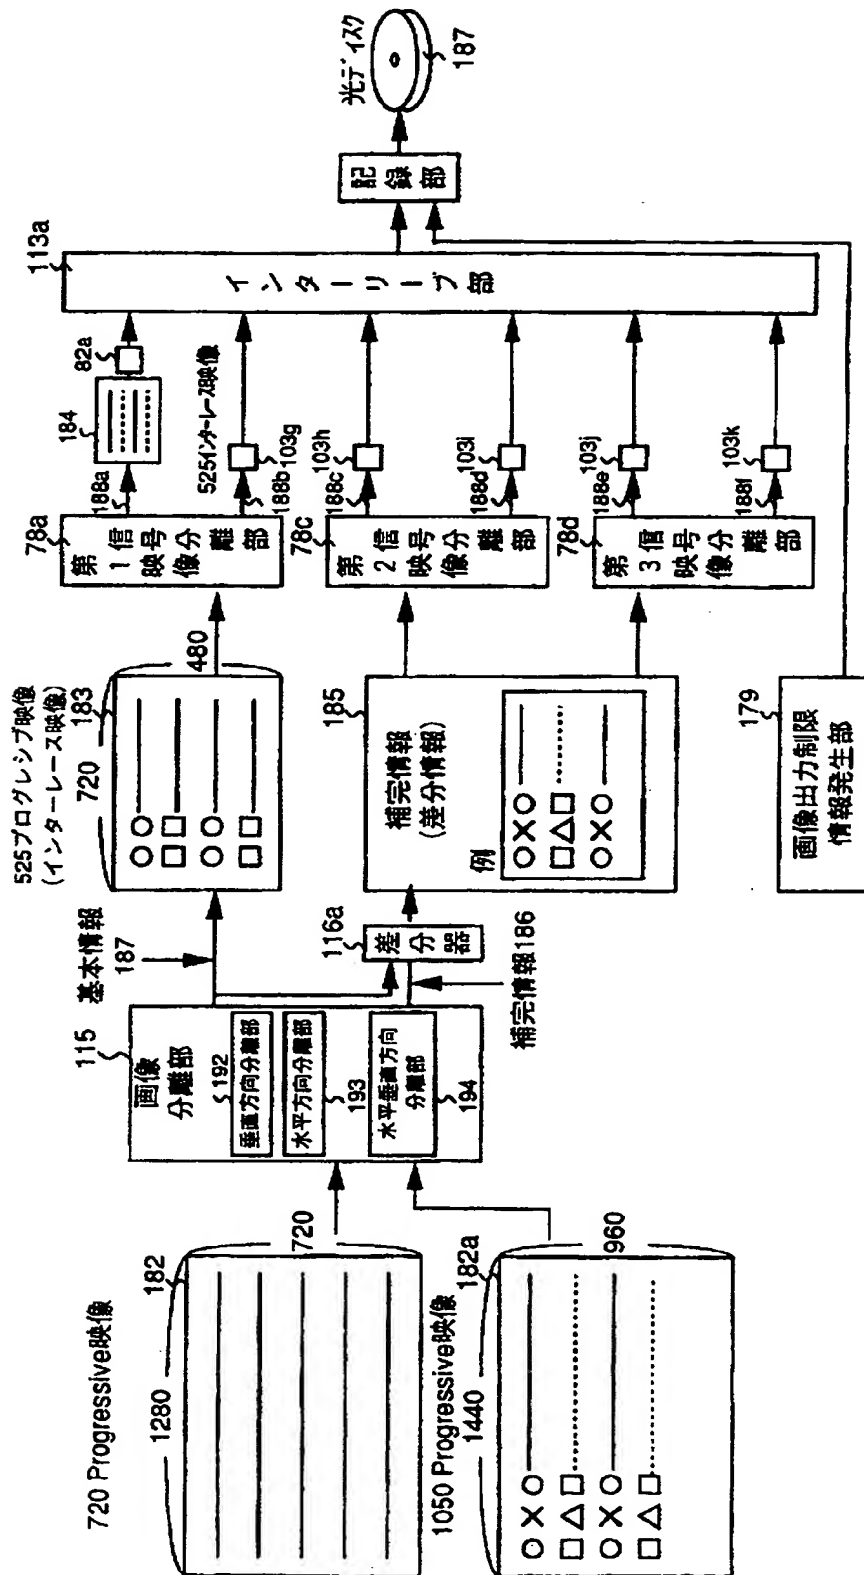 720 Progressive映像
1280
182
720
1050 Progressive映像
1440
182a
960
115
画像
分離部
192
垂直方向分離部
水平方向分離部
193
水平垂直方向
分離部
194
基本情報
187
116a
差分器
補完情報186
525プログレシブ映像
(インターレース映像)
720
183
480
185
補完情報
(差分情報)
例
179
画像出力制限
情報発生部
78a
第1映像
信号分離部
78c
第2映像
信号分離部
78d
第3映像
信号分離部
188a
184
82a
188b
103g
525インターレース映像
188c
103h
188d
103i
188e
103j
188f
103k
113a
インターリーブ部
記録部
光ディスク
187